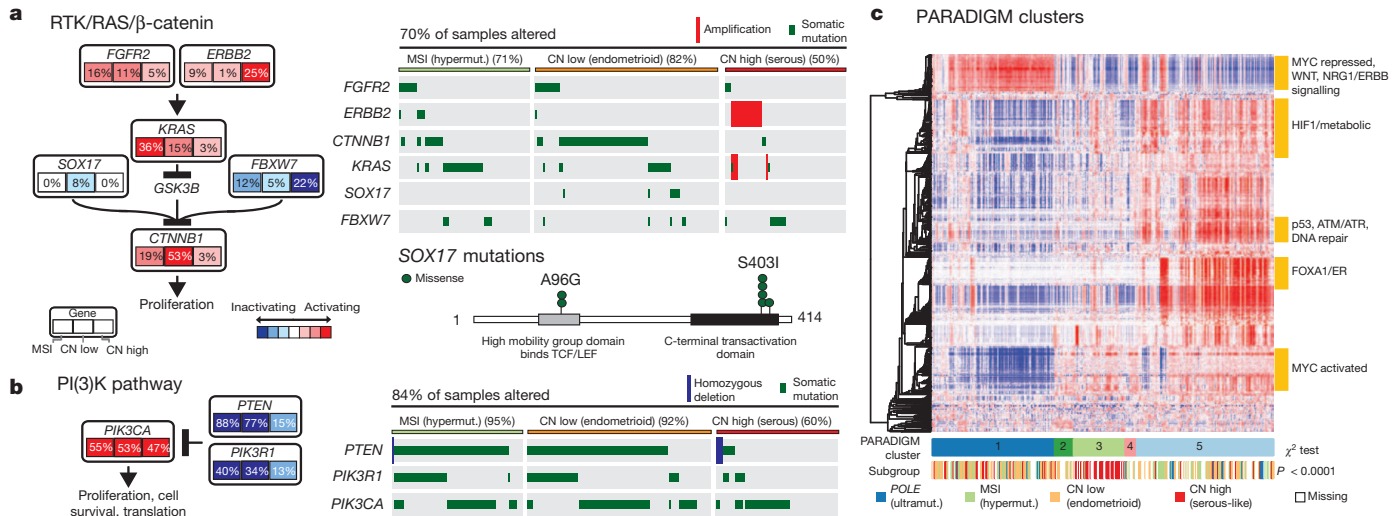 a
RTK/RAS/β-catenin
FGFR2
16% 11% 5%
ERBB2
9% 1% 25%
KRAS
36% 15% 3%
SOX17
0% 8% 0%
GSK3B
FBXW7
12% 5% 22%
CTNNB1
19% 53% 3%
Proliferation
Gene
MSI
CN low
CN high
Inactivating
Activating
70% of samples altered
Amplification
Somatic
mutation
MSI (hypermut.) (71%)
CN low (endometrioid) (82%)
CN high (serous) (50%)
FGFR2
ERBB2
CTNNB1
KRAS
SOX17
FBXW7
SOX17 mutations
Missense
A96G
S403I
1
414
High mobility group domain
binds TCF/LEF
C-terminal transactivation
domain
b
PI(3)K pathway
PTEN
88% 77% 15%
PIK3CA
55% 53% 47%
PIK3R1
40% 34% 13%
Proliferation, cell
survival, translation
84% of samples altered
Homozygous
deletion
Somatic
mutation
MSI (hypermut.) (95%)
CN low (endometrioid) (92%)
CN high (serous) (60%)
PTEN
PIK3R1
PIK3CA
c
PARADIGM clusters
MYC repressed,
WNT, NRG1/ERBB
signalling
HIF1/metabolic
p53, ATM/ATR,
DNA repair
FOXA1/ER
MYC activated
PARADIGM
cluster
1 2 3 4 5
χ² test
Subgroup
P < 0.0001
POLE
(ultramut.)
MSI
(hypermut.)
CN low
(endometrioid)
CN high
(serous-like)
Missing